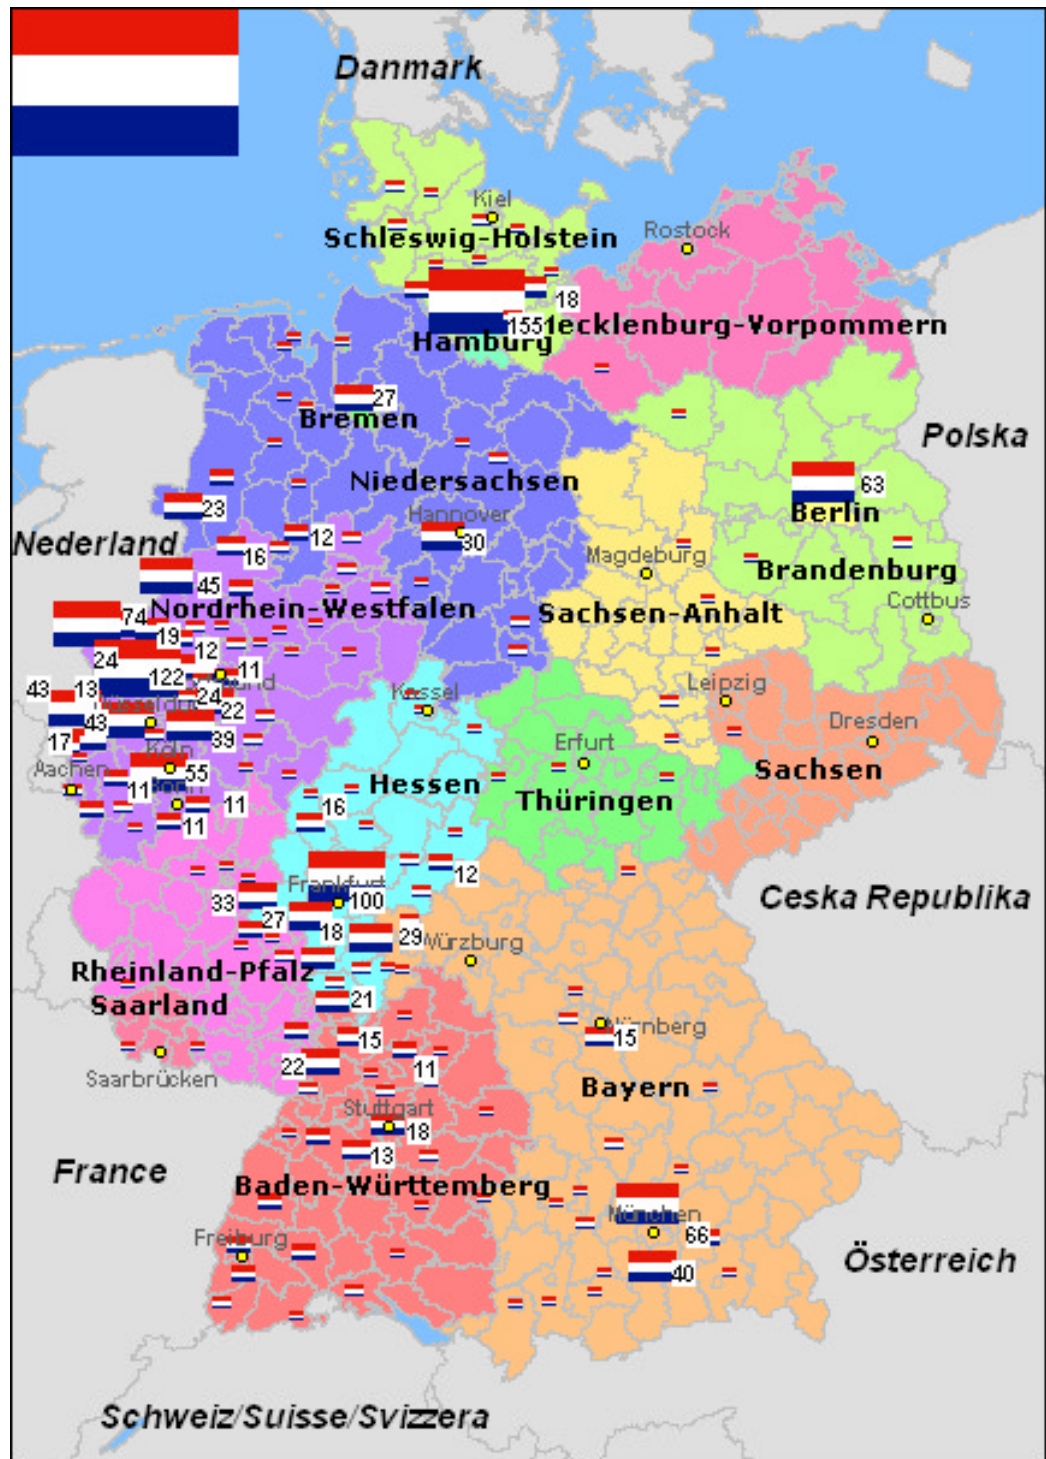 Danmark
Kiel
Rostock
Schleswig-Holstein
18
155
Mecklenburg-Vorpommern
Hamburg
27
Bremen
Polska
Niedersachsen
63
23
Berlin
Hannover
Nederland
12
30
16
Magdeburg
Brandenburg
45
Nordrhein-Westfalen
Sachsen-Anhalt
Cottbus
74
19
12
24
11
122
43
13
24
22
Kassel
Leipzig
43
17
39
Dresden
Köln
Erfurt
Aachen
55
Hessen
Sachsen
11
Bonn
11
16
Thüringen
11
12
Frankfurt
33
100
Ceska Republika
27
18
29
Würzburg
Rheinland-Pfalz
21
Saarland
Nürnberg
15
15
22
11
Saarbrücken
Bayern
Stuttgart
18
13
France
Baden-Württemberg
München
Freiburg
66
40
Österreich
Schweiz/Suisse/Svizzera